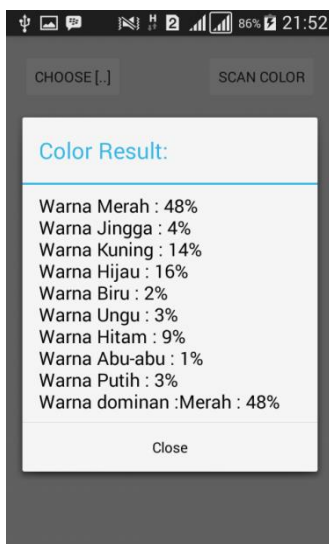 H 2 86% 21:52
CHOOSE [..] SCAN COLOR
Color Result:
Warna Merah : 48%
Warna Jingga : 4%
Warna Kuning : 14%
Warna Hijau : 16%
Warna Biru : 2%
Warna Ungu : 3%
Warna Hitam : 9%
Warna Abu-abu : 1%
Warna Putih : 3%
Warna dominan :Merah : 48%
Close